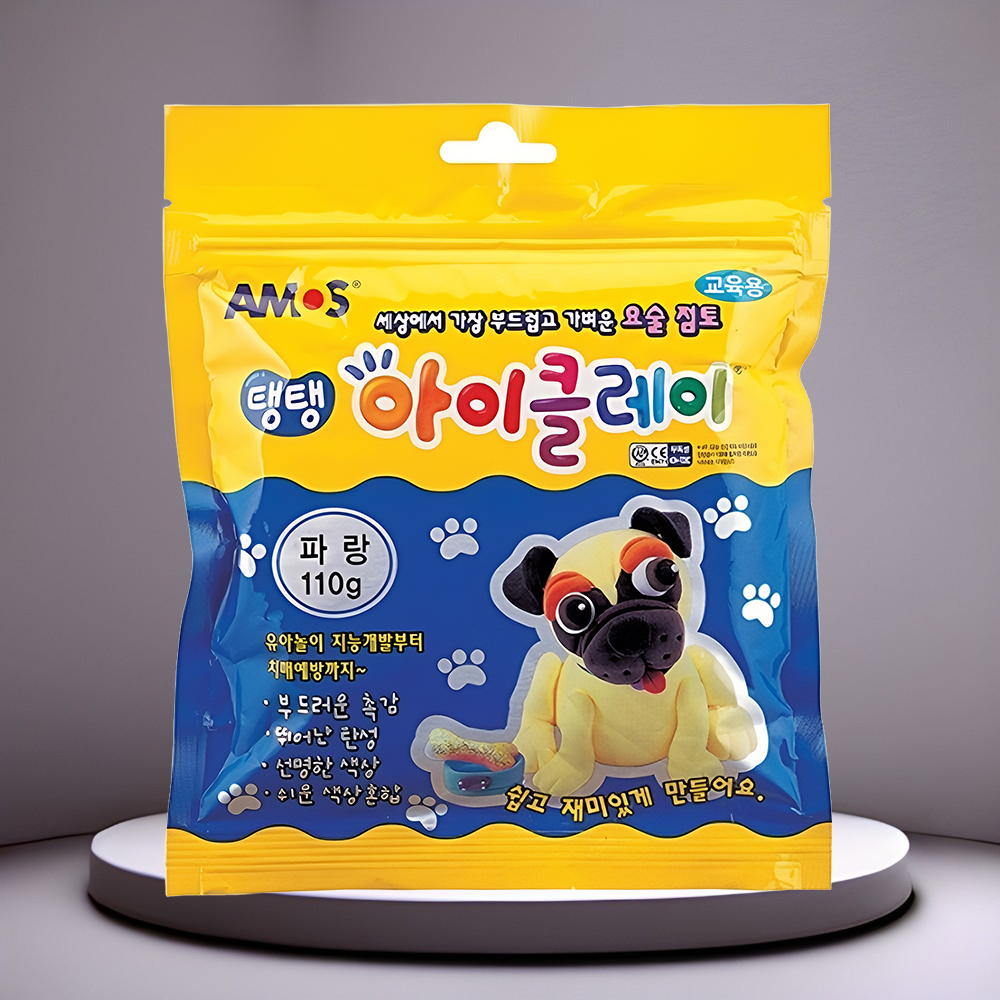 AMOS®
교육용
세상에서 가장 부드럽고 가벼운 요술 찜토
탱탱 아이클레이
CE
파랑
110g
유아놀이 지능개발부터
치매예방까지~
· 부드러운 촉감
· 뛰어난 탄성
· 선명한 색상
· 쉬운 색상혼합
쉽고 재미있게 만들어요.